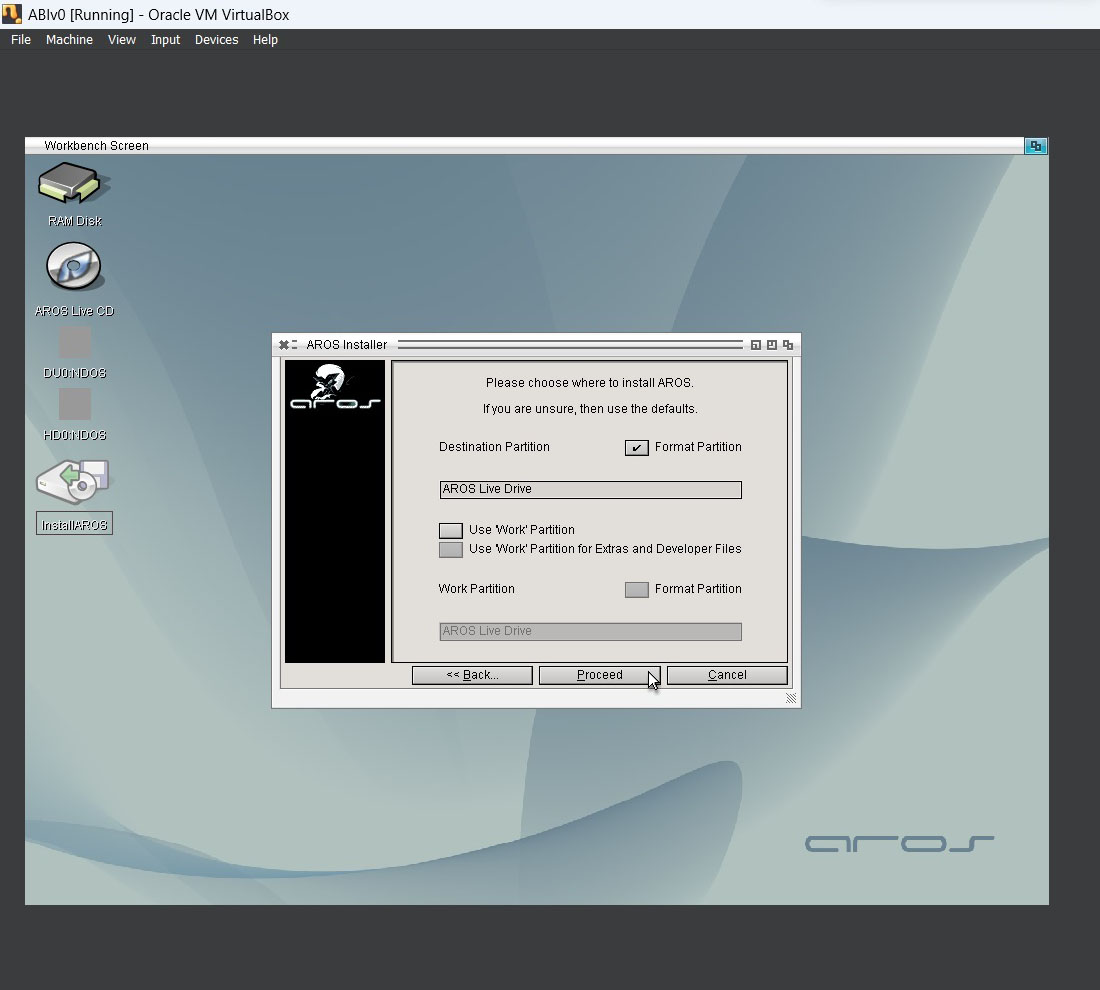 ABIv0 [Running] - Oracle VM VirtualBox
File Machine View Input Devices Help
Workbench Screen
RAM Disk
AROS Live CD
DU0:NDOS
HD0:NDOS
InstallAROS
AROS Installer
aros
Please choose where to install AROS.
If you are unsure, then use the defaults.
Destination Partition
✔ Format Partition
AROS Live Drive
Use 'Work' Partition
Use 'Work' Partition for Extras and Developer Files
Work Partition
Format Partition
AROS Live Drive
<< Back...
Proceed
Cancel
aros